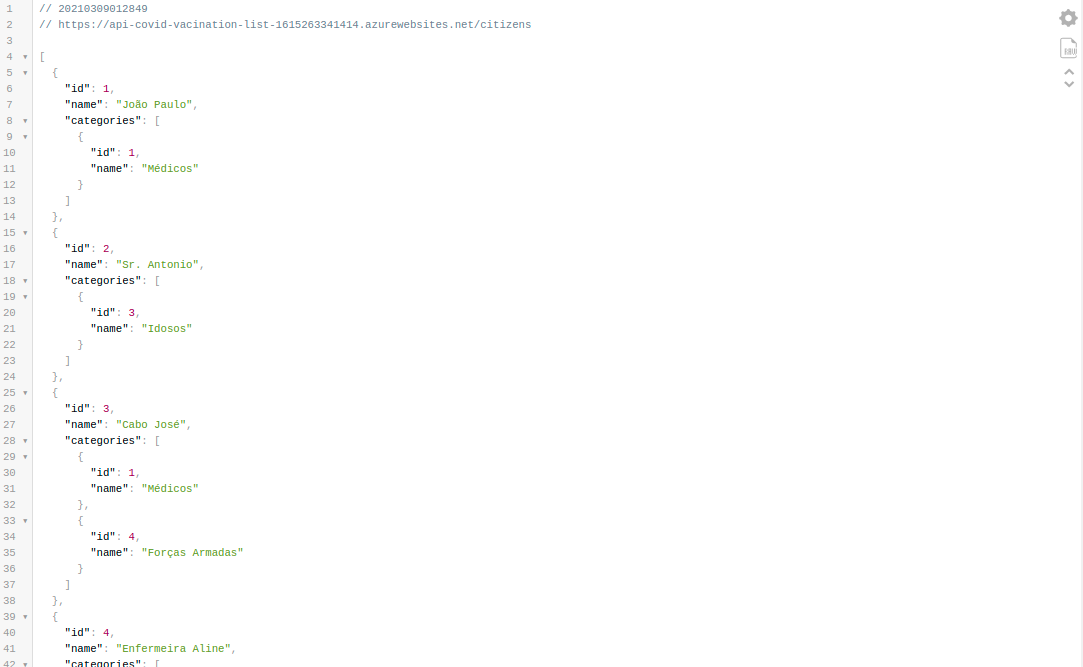 1 // 20210309012849
2 // https://api-covid-vacination-list-1615263341414.azurewebsites.net/citizens
3
4 [
5 {
6 "id": 1,
7 "name": "João Paulo",
8 "categories": [
9 {
10 "id": 1,
11 "name": "Médicos"
12 }
13 ]
14 },
15 {
16 "id": 2,
17 "name": "Sr. Antonio",
18 "categories": [
19 {
20 "id": 3,
21 "name": "Idosos"
22 }
23 ]
24 },
25 {
26 "id": 3,
27 "name": "Cabo José",
28 "categories": [
29 {
30 "id": 1,
31 "name": "Médicos"
32 },
33 {
34 "id": 4,
35 "name": "Forças Armadas"
36 }
37 ]
38 },
39 {
40 "id": 4,
41 "name": "Enfermeira Aline",
42 "categories": [